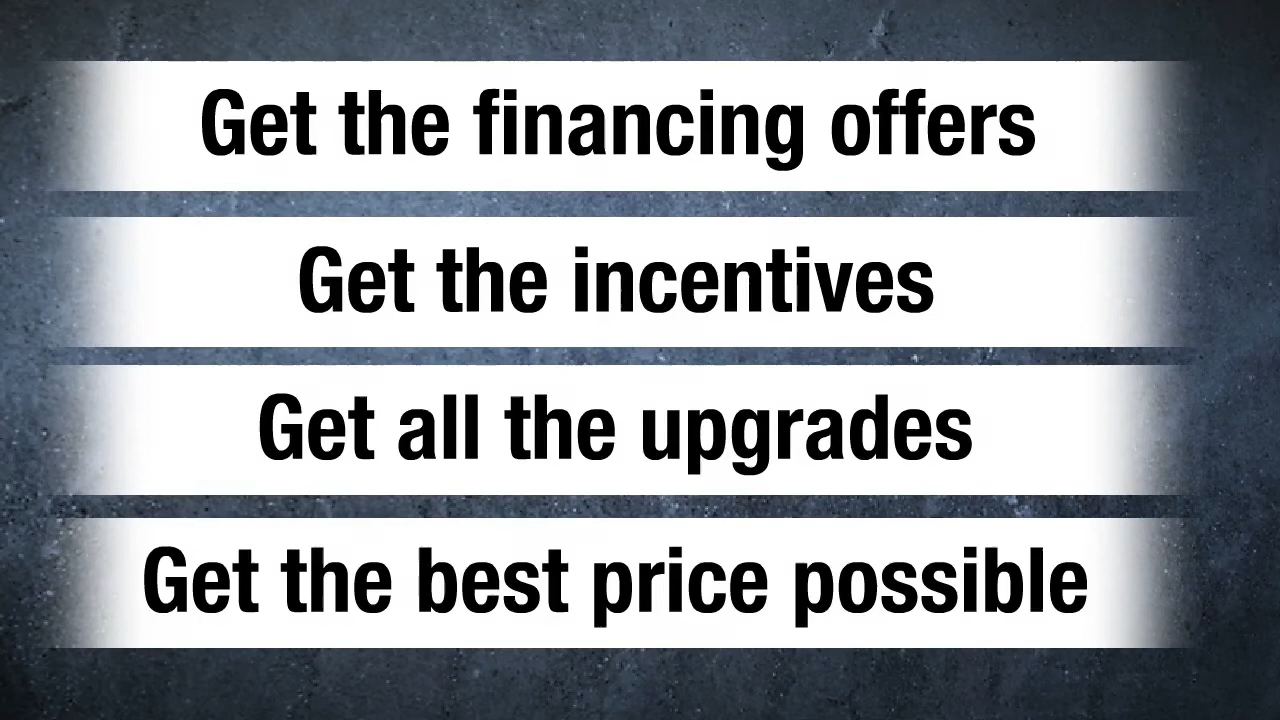 Get the financing offers
Get the incentives
Get all the upgrades
Get the best price possible